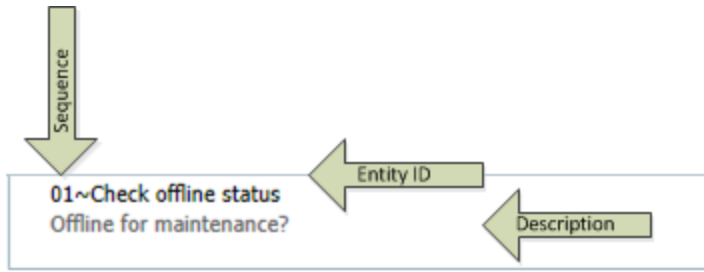 Sequence
Entity ID
01~Check offline status
Offline for maintenance?
Description